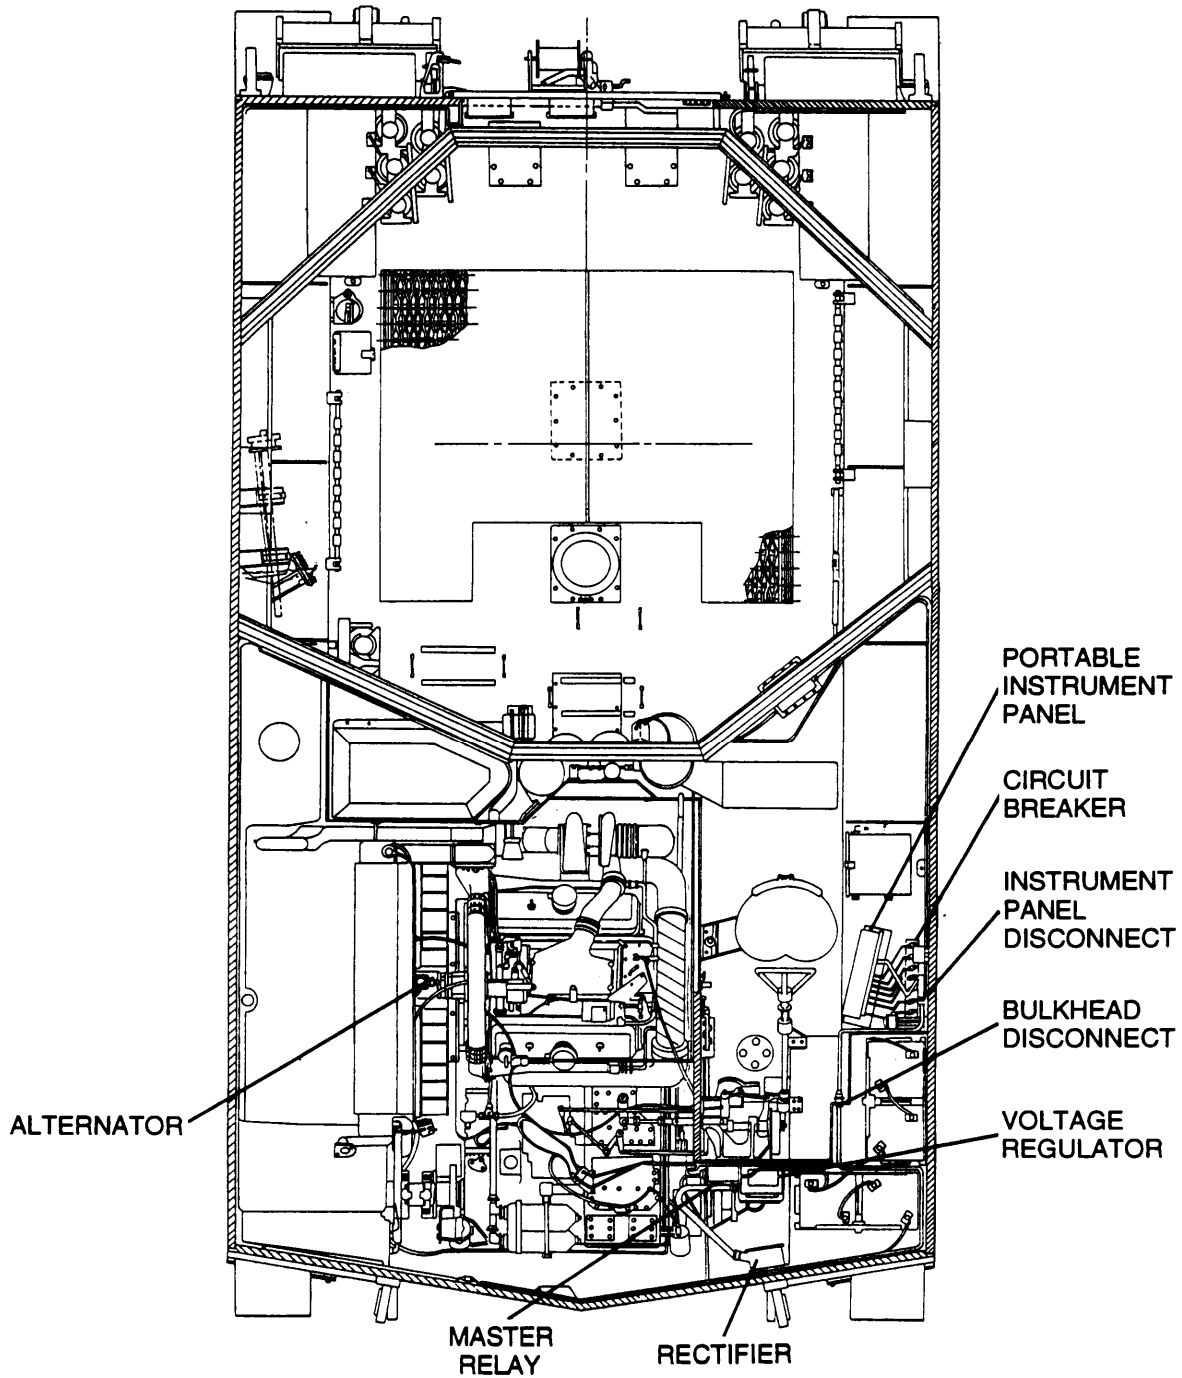 PORTABLE
INSTRUMENT
PANEL
CIRCUIT
BREAKER
INSTRUMENT
PANEL
DISCONNECT
BULKHEAD
DISCONNECT
ALTERNATOR
VOLTAGE
REGULATOR
MASTER
RELAY
RECTIFIER